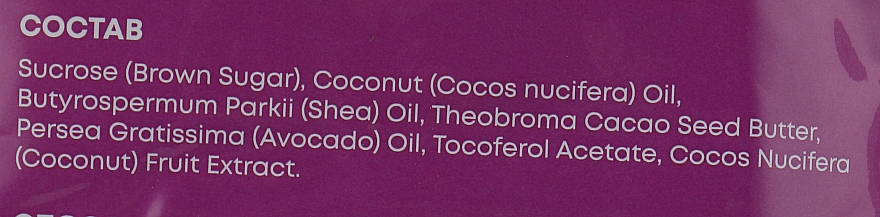 СОСТАВ
Sucrose (Brown Sugar), Coconut (Cocos nucifera) Oil,
Butyrospermum Parkii (Shea) Oil, Theobroma Cacao Seed Butter,
Persea Gratissima (Avocado) Oil, Tocoferol Acetate, Cocos Nucifera
(Coconut) Fruit Extract.